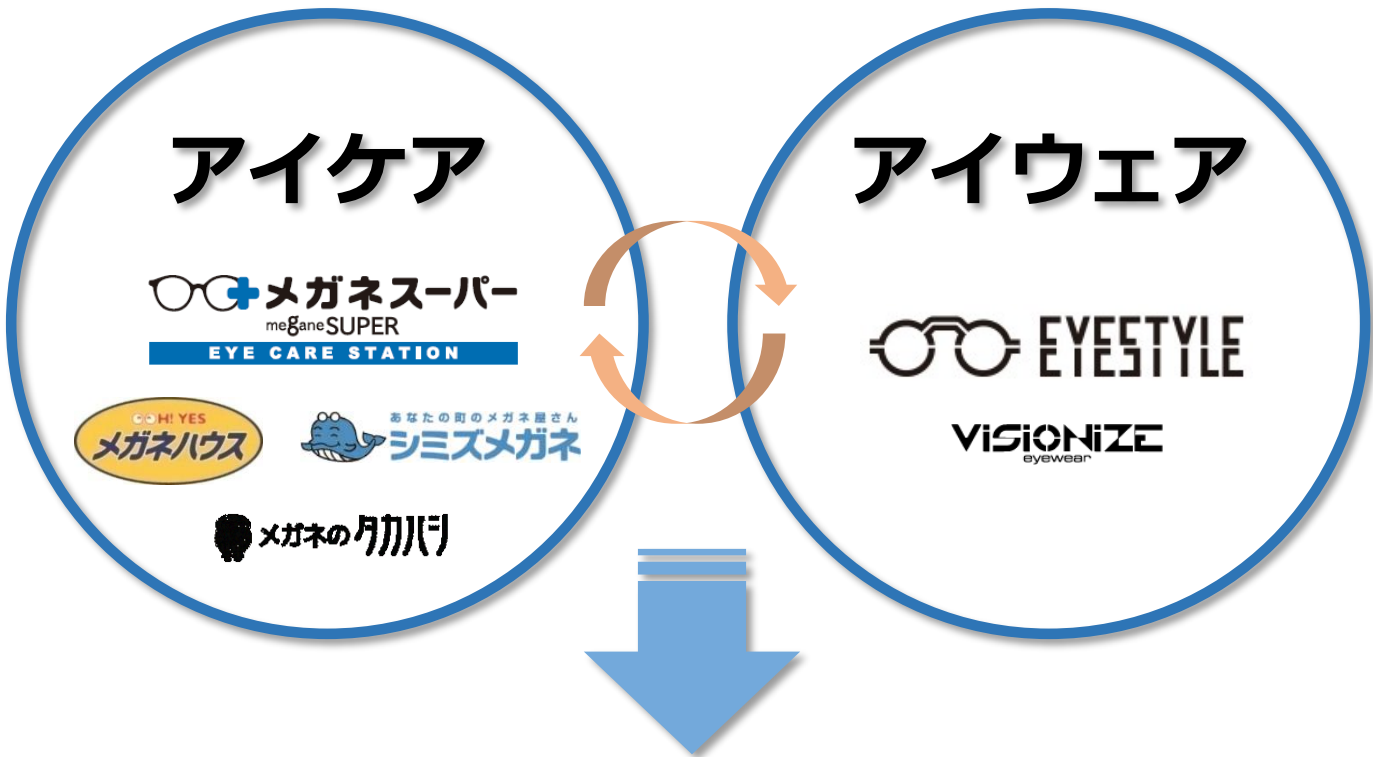 アイケア
メガネスーパー
meganeSUPER
EYE CARE STATION
OH! YES
メガネハウス
あなたの町のメガネ屋さん
シミズメガネ
メガネのタカハシ
アイウェア
EYESTYLE
ViSiONiZE
eyewear